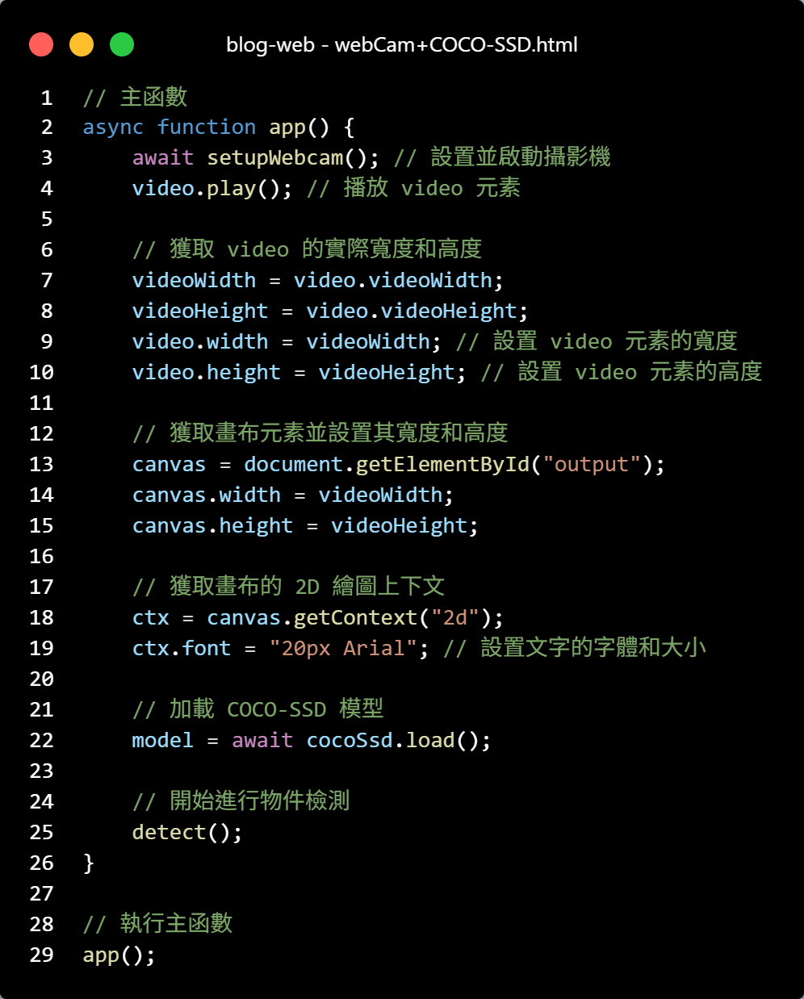 blog-web - webCam+COCO-SSD.html
1 // 主函數
2 async function app() {
3     await setupWebcam(); // 設置並啟動攝影機
4     video.play(); // 播放 video 元素
5
6     // 獲取 video 的實際寬度和高度
7     videoWidth = video.videoWidth;
8     videoHeight = video.videoHeight;
9     video.width = videoWidth; // 設置 video 元素的寬度
10     video.height = videoHeight; // 設置 video 元素的高度
11
12     // 獲取畫布元素並設置其寬度和高度
13     canvas = document.getElementById("output");
14     canvas.width = videoWidth;
15     canvas.height = videoHeight;
16
17     // 獲取畫布的 2D 繪圖上下文
18     ctx = canvas.getContext("2d");
19     ctx.font = "20px Arial"; // 設置文字的字體和大小
20
21     // 加載 COCO-SSD 模型
22     model = await cocoSsd.load();
23
24     // 開始進行物件檢測
25     detect();
26 }
27
28 // 執行主函數
29 app();